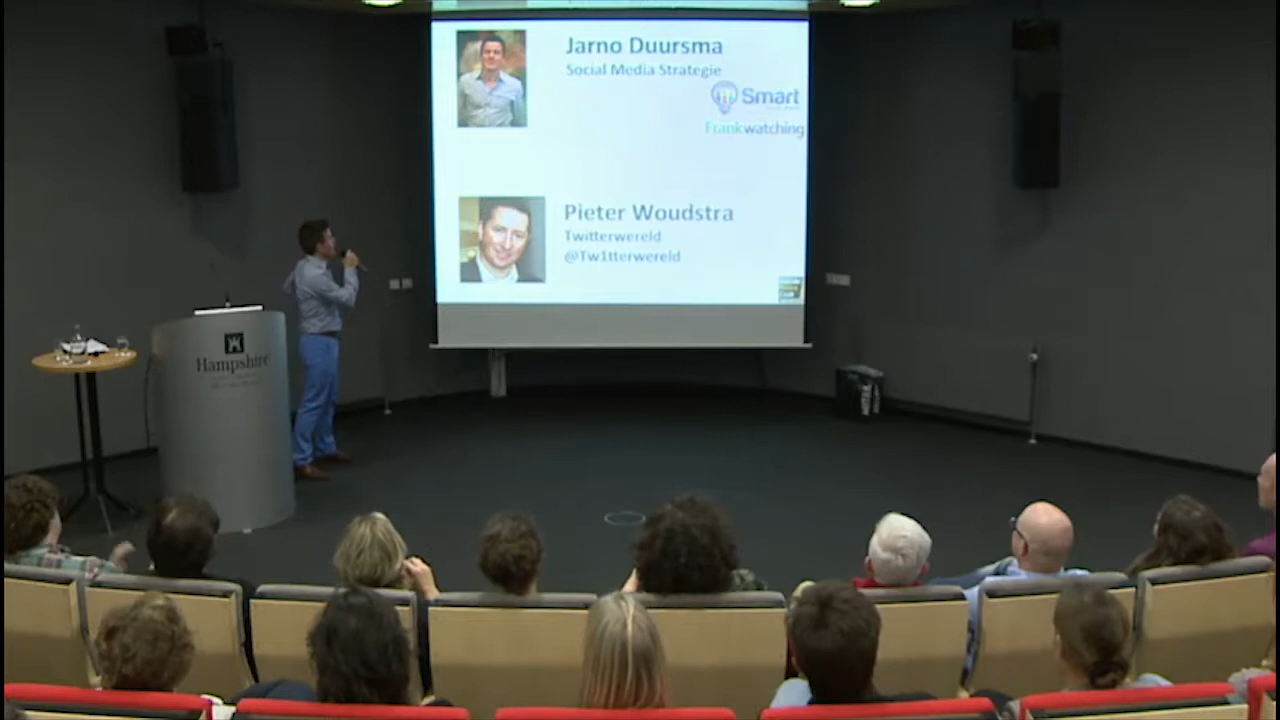 Jarno Duursma
Social Media Strategie
Smart
Frankwatching
Pieter Woudstra
Twitterwereld
@Tw1tterwereld
Hampshire